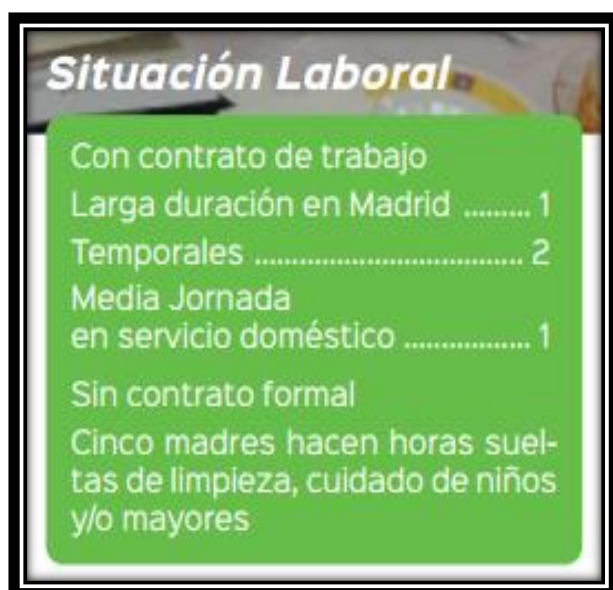 Situación Laboral
Con contrato de trabajo
Larga duración en Madrid ......... 1
Temporales .................................... 2
Media Jornada
en servicio doméstico ................. 1
Sin contrato formal
Cinco madres hacen horas suel-
tas de limpieza, cuidado de niños
y/o mayores